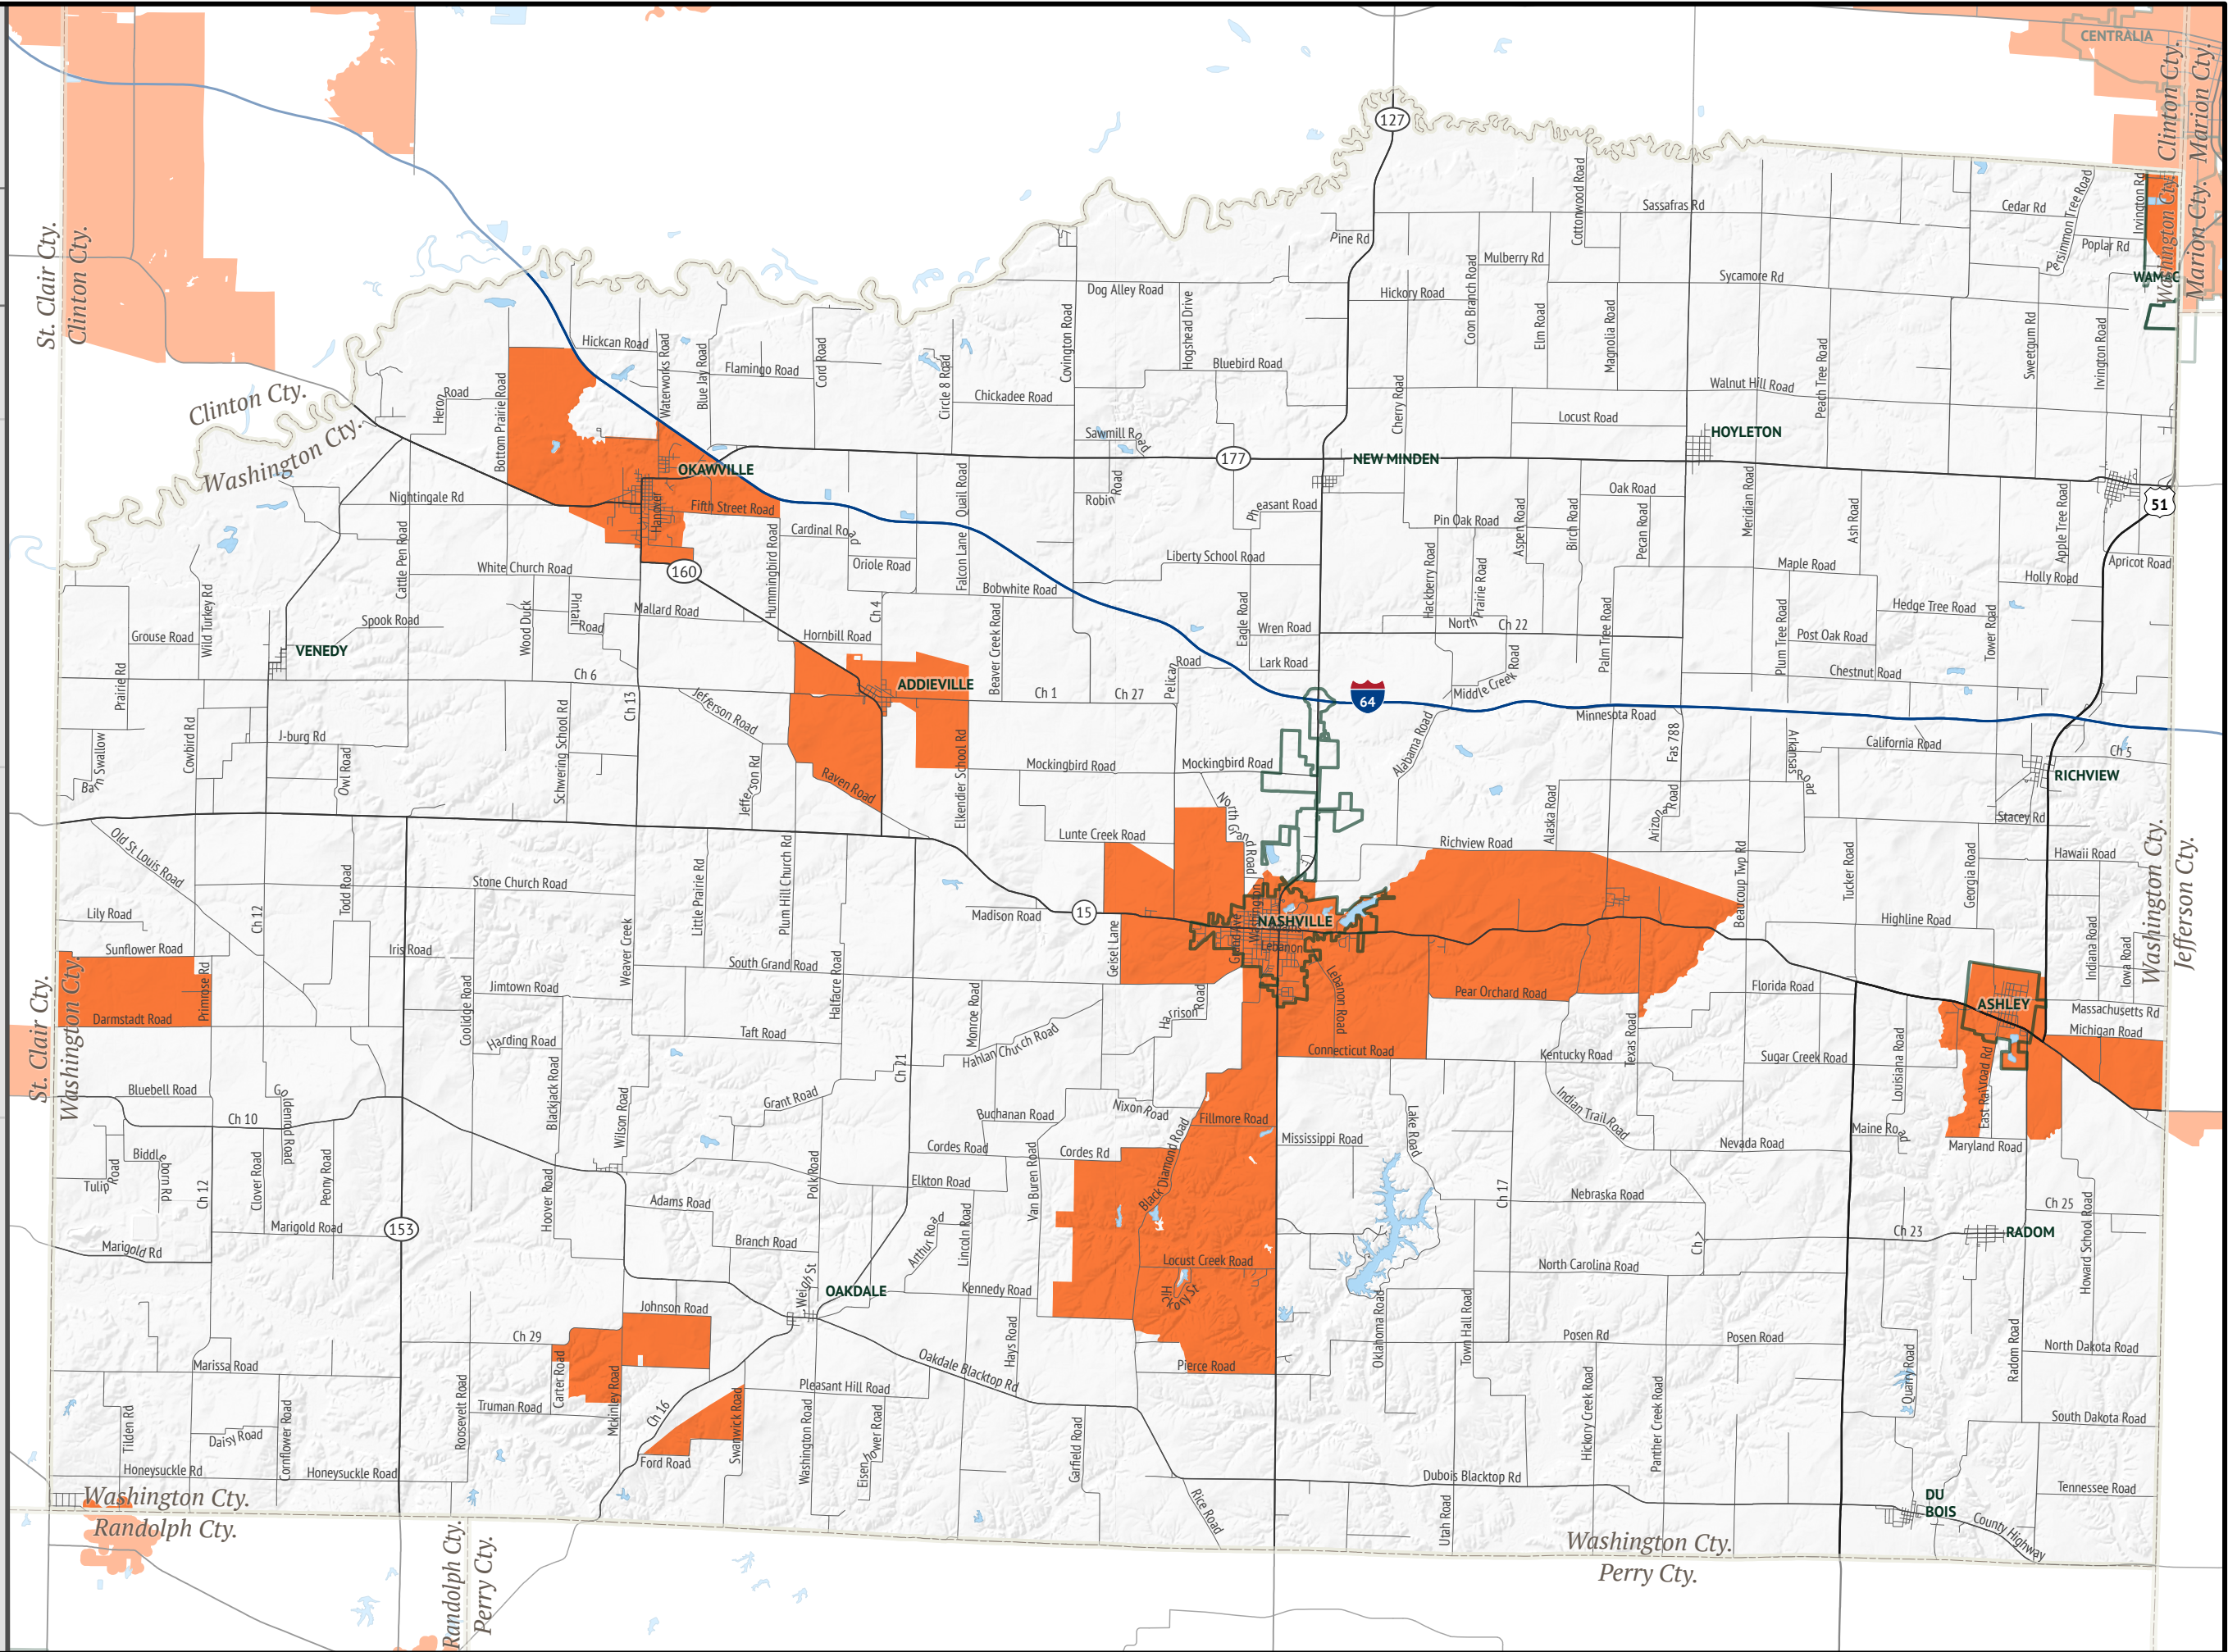 CENTRALIA
Clinton Cty.
Marion Cty.
127
Cottonwood Road
Sassafras Rd
Cedar Rd
Persimmon Tree Road
Irvington Rd
Washington Cty.
Marion Cty.
Poplar Rd
WAMAC
Pine Rd
Mulberry Rd
Coon Branch Road
Sycamore Rd
St. Clair Cty.
Clinton Cty.
Dog Alley Road
Hickory Road
Hogshead Drive
Covington Road
Elm Road
Magnolia Road
Sweetgum Rd
Irvington Road
Peach Tree Road
Hickcan Road
Waterworks Road
Blue Jay Road
Flamingo Road
Cord Road
Circle 8 Road
Bluebird Road
Chickadee Road
Cherry Road
Walnut Hill Road
Locust Road
Clinton Cty.
Washington Cty.
Heron Road
Bottom Prairie Road
Sawmill Road
HOYLETON
OKAWVILLE
177
NEW MINDEN
Nightingale Rd
Hanover
Fifth Street Road
Cardinal Road
Quail Road
Robin Road
Pheasant Road
Oak Road
Pin Oak Road
Aspen Road
Birch Road
Pecan Road
Meridian Road
Ash Road
Apple Tree Road
51
Cattle Pen Road
White Church Road
160
Hummingbird Road
Oriole Road
Falcon Lane
Liberty School Road
Bobwhite Road
Hackberry Road
Prairie Road
Maple Road
Holly Road
Apricot Road
Wild Turkey Rd
Grouse Road
Spook Road
Wood Duck
Pintail Road
Mallard Road
Hornbill Road
Ch 4
Beaver Creek Road
Eagle Road
Wren Road
North
Ch 22
Palm Tree Road
Plum Tree Road
Hedge Tree Road
Post Oak Road
Tower Road
VENEDY
Prairie Rd
Ch 6
Ch 13
ADDIEVILLE
Ch 1
Ch 27
Pelican Road
Lark Road
Middle Creek Road
Chestnut Road
64
Minnesota Road
Cowbird Rd
J-burg Rd
Barn Swallow
Owl Road
Schwering School Rd
Jefferson Road
Jefferson Rd
Raven Road
Elkendier School Rd
Mockingbird Road
Mockingbird Road
Alabama Road
Fas 788
Arkansas Road
California Road
Ch 5
RICHVIEW
Old St Louis Road
Lunte Creek Road
North Grand Road
Richview Road
Alaska Road
Arizona Road
Stacey Rd
Hawaii Road
Washington Cty.
Jefferson Cty.
Todd Road
Stone Church Road
Little Prairie Rd
Plum Hill Church Rd
Madison Road
15
NASHVILLE
Washington
Lebanon
Beaucoup Twp Rd
Tucker Road
Georgia Road
Highline Road
Lily Road
Ch 12
Sunflower Road
Iris Road
Weaver Creek
South Grand Road
Halfacre Road
Geisel Lane
Lebanon Road
Indiana Road
Iowa Road
Primrose Rd
St. Clair Cty.
Washington Cty.
Darmstadt Road
Coolidge Road
Jimtown Road
Monroe Road
Harrison Road
Pear Orchard Road
Florida Road
ASHLEY
Massachusetts Rd
Michigan Road
Harding Road
Taft Road
Hahlan Church Road
Connecticut Road
Kentucky Road
Texas Road
Sugar Creek Road
Louisiana Road
East Railroad Rd
Bluebell Road
Goldenrod Road
Ch 10
Blackjack Road
Wilson Road
Grant Road
Ch 21
Buchanan Road
Nixon Road
Fillmore Road
Black Diamond Road
Lake Road
Mississippi Road
Indian Trail Road
Nevada Road
Maine Road
Maryland Road
Biddleborn Rd
Tulip Road
Ch 12
Clover Road
Peony Road
Cordes Road
Cordes Rd
Elkton Road
Van Buren Road
Hoover Road
Polk Road
Adams Road
Ch 17
Nebraska Road
Ch 25
Marigold Road
153
Marigold Rd
Branch Road
Arthur Road
Lincoln Road
Ch 7
Ch 23
RADOM
Howard School Road
Locust Creek Road
Hickory St
North Carolina Road
Weigh St
OAKDALE
Kennedy Road
Johnson Road
Ch 29
Marissa Road
Carter Road
Mckinley Road
Hays Road
Oakdale Blacktop Rd
Pierce Road
Oklahoma Road
Town Hall Road
Posen Rd
Posen Road
Radom Road
North Dakota Road
Quarry Road
Tilden Rd
Daisy Road
Cornflower Road
Roosevelt Road
Truman Road
Ch 16
Swanwick Road
Pleasant Hill Road
Washington Road
Eisenhower Road
Garfield Road
Hickory Creek Road
Panther Creek Road
South Dakota Road
Ford Road
Honeysuckle Rd
Honeysuckle Road
Dubois Blacktop Rd
Tennessee Road
Washington Cty.
Randolph Cty.
Rice Road
Utah Road
DU
BOIS
County Highway
Randolph Cty.
Perry Cty.
Washington Cty.
Perry Cty.